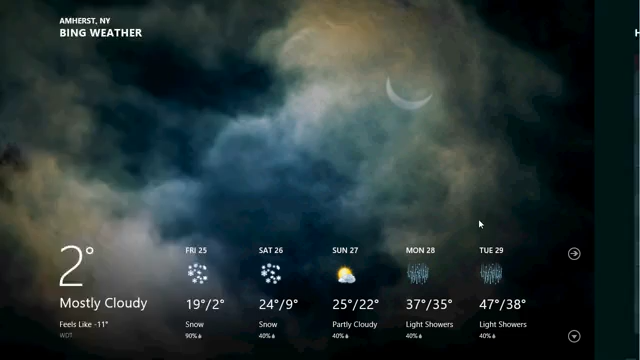 AMHERST, NY
BING WEATHER
H
2°
Mostly Cloudy
Feels Like -11°
WDT
FRI 25
19°/2°
Snow
90%
SAT 26
24°/9°
Snow
40%
SUN 27
25°/22°
Partly Cloudy
40%
MON 28
37°/35°
Light Showers
40%
TUE 29
47°/38°
Light Showers
40%